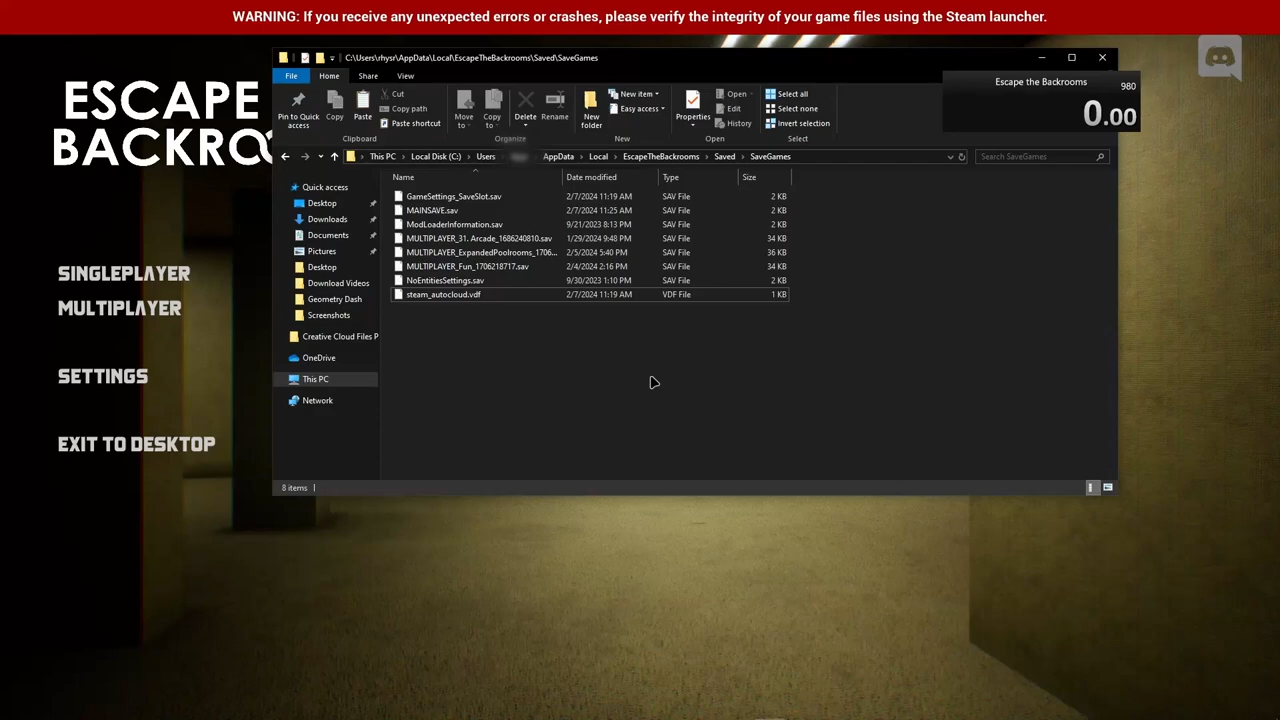 WARNING: If you receive any unexpected errors or crashes, please verify the integrity of your game files using the Steam launcher.
C:\Users\rhysr\AppData\Local\EscapeTheBackrooms\Saved\SaveGames
File Home Share View
Pin to Quick access
Copy
Paste
Cut
Copy path
Paste shortcut
Clipboard
Move to
Copy to
Delete
Rename
Organize
New folder
New item
Easy access
New
Properties
Open
Edit
History
Open
Select all
Select none
Invert selection
Select
Escape the Backrooms
980
0.00
This PC Local Disk (C:) Users AppData Local EscapeTheBackrooms Saved SaveGames
Search SaveGames
Quick access
Desktop
Downloads
Documents
Pictures
Desktop
Download Videos
Geometry Dash
Screenshots
Creative Cloud Files P
OneDrive
This PC
Network
Name Date modified Type Size
GameSettings_SaveSlot.sav 2/7/2024 11:19 AM SAV File 2 KB
MAINSAVE.sav 2/7/2024 11:25 AM SAV File 2 KB
ModLoaderInformation.sav 9/21/2023 8:13 PM SAV File 2 KB
MULTIPLAYER_31. Arcade_1686240810.sav 1/29/2024 9:48 PM SAV File 34 KB
MULTIPLAYER_ExpandedPoolrooms_1706... 2/5/2024 5:40 PM SAV File 36 KB
MULTIPLAYER_Fun_1706218717.sav 2/4/2024 2:16 PM SAV File 34 KB
NoEntitiesSettings.sav 9/30/2023 1:10 PM SAV File 2 KB
steam_autocloud.vdf 2/7/2024 11:19 AM VDF File 1 KB
8 items
ESCAPE
BACKROO
SINGLEPLAYER
MULTIPLAYER
SETTINGS
EXIT TO DESKTOP